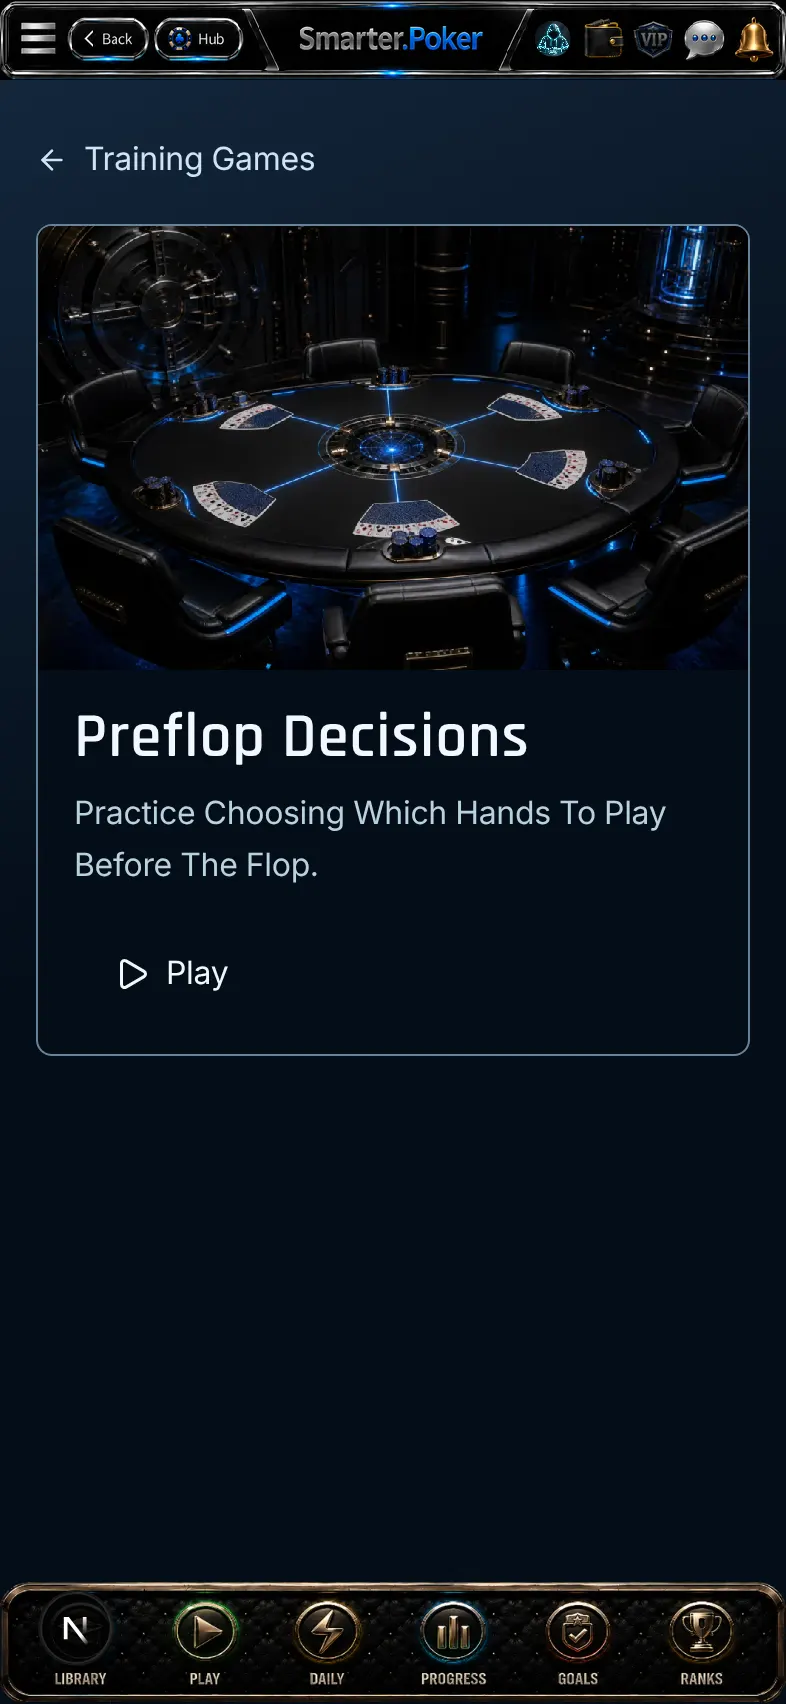 Back
Hub
Smarter.Poker
VIP
Training Games
Preflop Decisions
Practice Choosing Which Hands To Play
Before The Flop.
Play
N
LIBRARY
PLAY
DAILY
PROGRESS
GOALS
RANKS